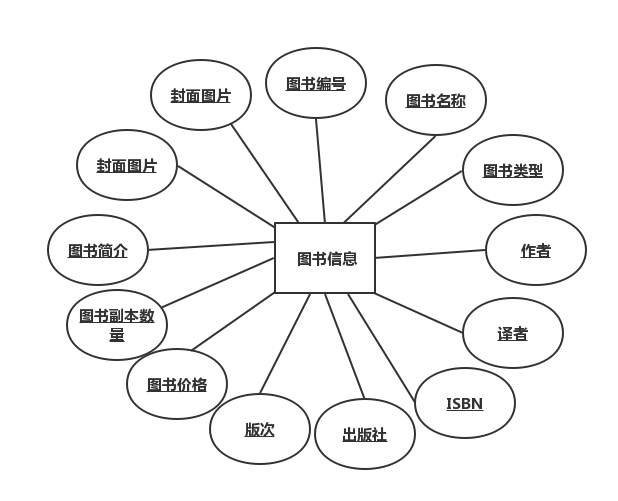 图书编号
封面图片
图书名称
封面图片
图书类型
图书简介
作者
图书信息
图书副本数
量
译者
图书价格
ISBN
版次
出版社